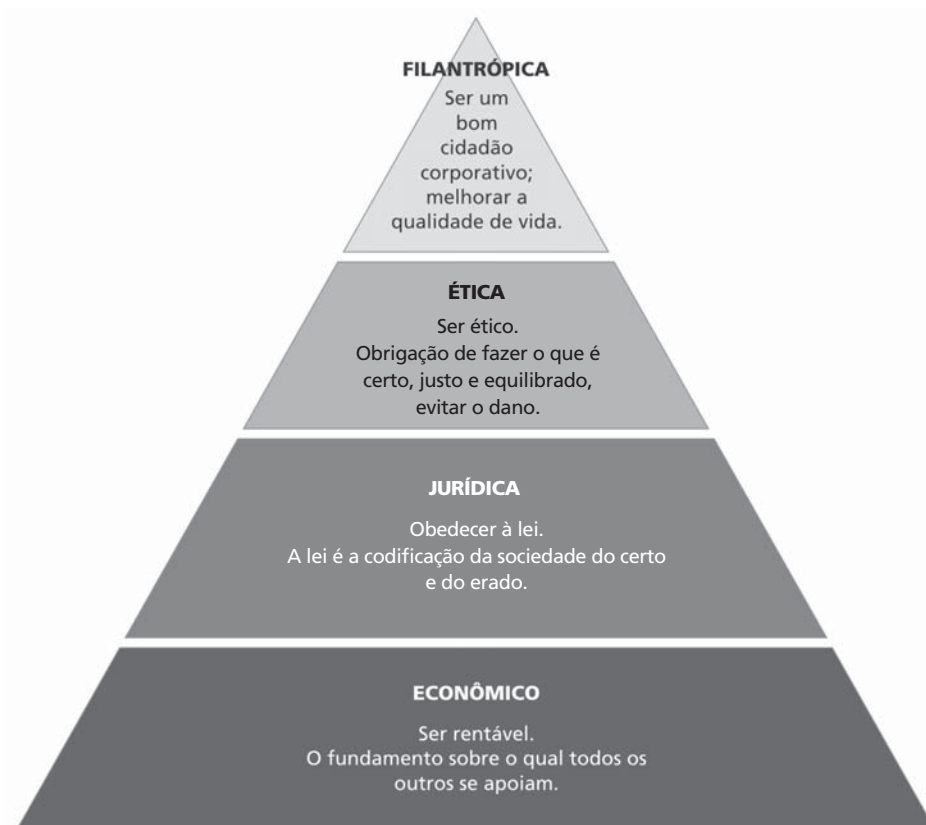 FILANTRÓPICA
Ser um
bom
cidadão
corporativo;
melhorar a
qualidade de vida.
ÉTICA
Ser ético.
Obrigação de fazer o que é
certo, justo e equilibrado,
evitar o dano.
JURÍDICA
Obedecer à lei.
A lei é a codificação da sociedade do certo
e do erado.
ECONÔMICO
Ser rentável.
O fundamento sobre o qual todos os
outros se apoiam.